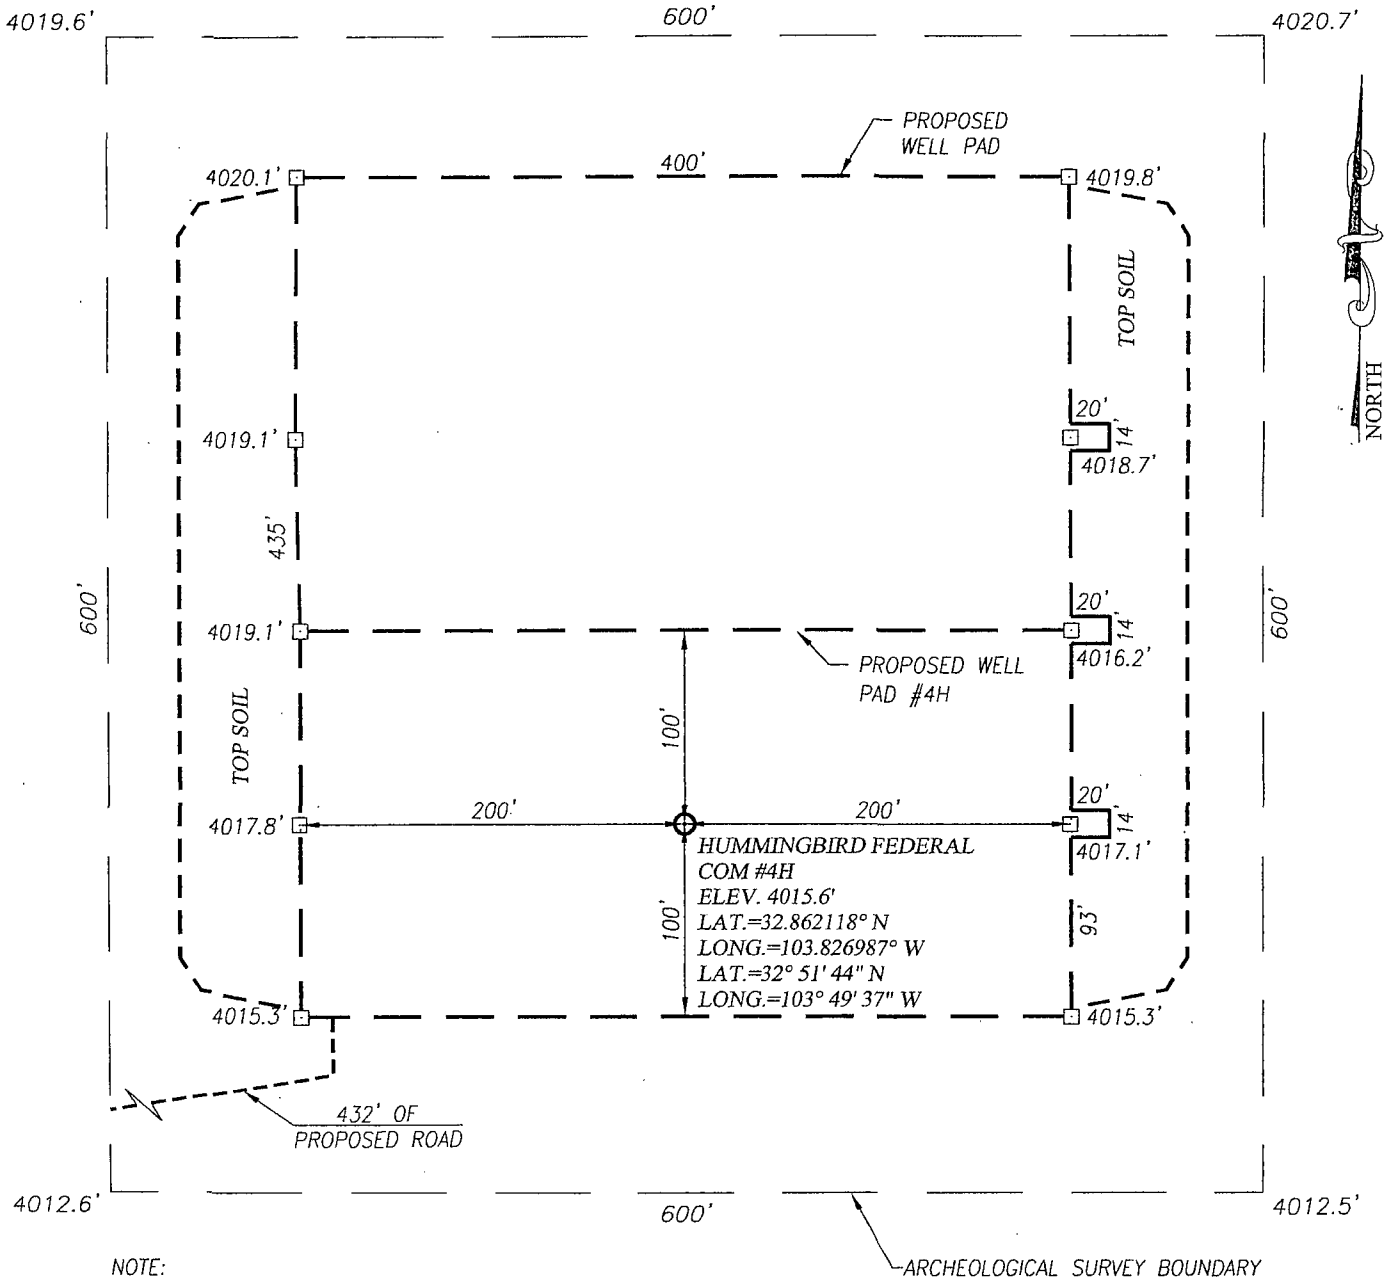 4019.6'
600'
4020.7'
PROPOSED
WELL PAD
4020.1'
400'
4019.8'
TOP SOIL
NORTH
20'
14'
4019.1'
4018.7'
435'
600'
600'
20'
14'
4019.1'
4016.2'
PROPOSED WELL
PAD #4H
TOP SOIL
100'
20'
14'
4017.8'
200'
200'
4017.1'
HUMMINGBIRD FEDERAL
COM #4H
ELEV. 4015.6'
LAT.=32.862118° N
LONG.=103.826987° W
LAT.=32° 51' 44" N
LONG.=103° 49' 37" W
100'
93'
4015.3'
4015.3'
432' OF
PROPOSED ROAD
4012.6'
600'
4012.5'
NOTE:
ARCHEOLOGICAL SURVEY BOUNDARY